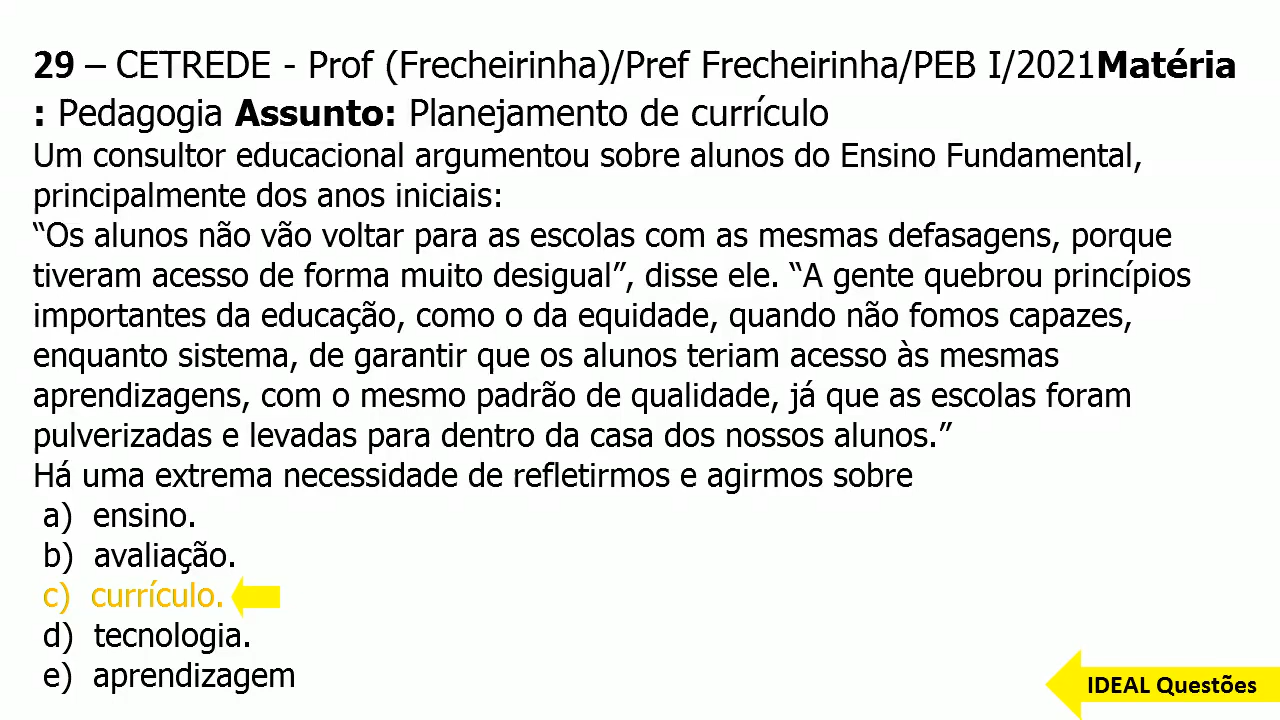 29 – CETREDE - Prof (Frecheirinha)/Pref Frecheirinha/PEB I/2021Matéria
: Pedagogia Assunto: Planejamento de currículo
Um consultor educacional argumentou sobre alunos do Ensino Fundamental,
principalmente dos anos iniciais:
“Os alunos não vão voltar para as escolas com as mesmas defasagens, porque
tiveram acesso de forma muito desigual”, disse ele. “A gente quebrou princípios
importantes da educação, como o da equidade, quando não fomos capazes,
enquanto sistema, de garantir que os alunos teriam acesso às mesmas
aprendizagens, com o mesmo padrão de qualidade, já que as escolas foram
pulverizadas e levadas para dentro da casa dos nossos alunos.”
Há uma extrema necessidade de refletirmos e agirmos sobre
a) ensino.
b) avaliação.
c) currículo.
d) tecnologia.
e) aprendizagem
IDEAL Questões